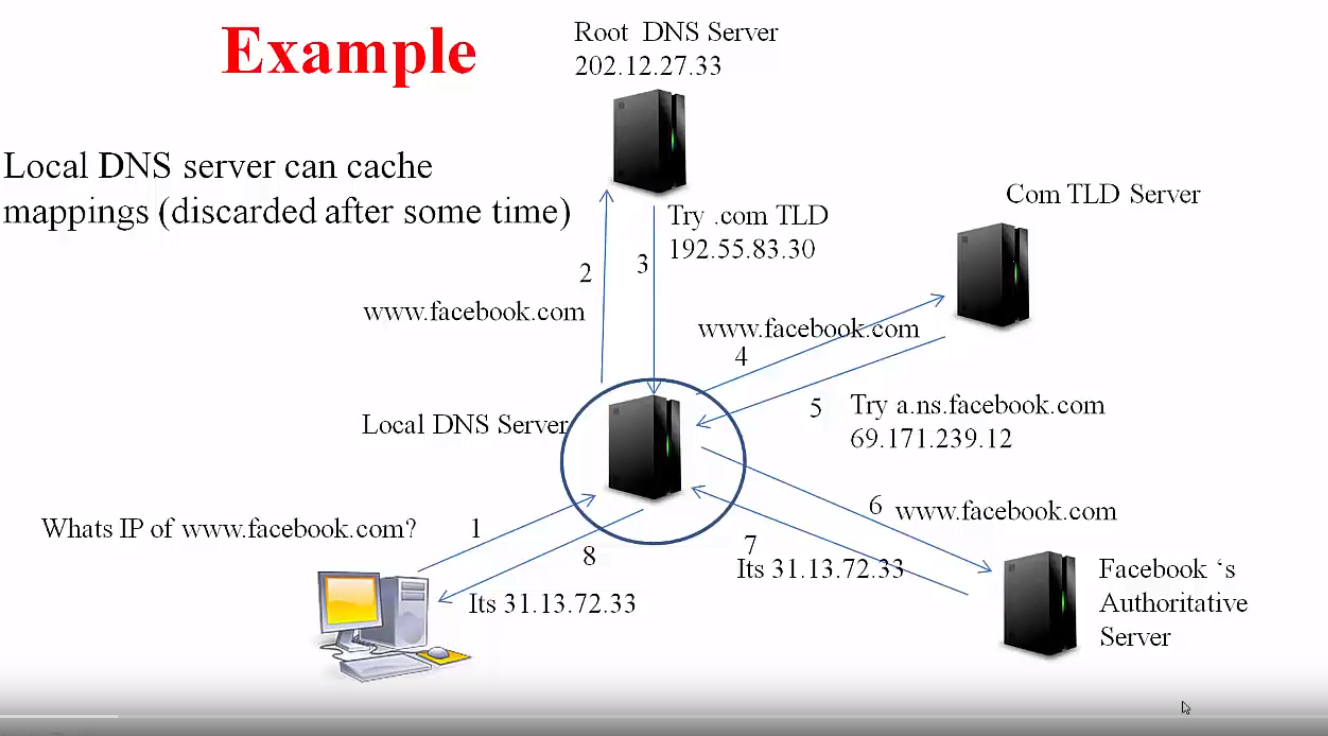 Example
Root DNS Server
202.12.27.33
Local DNS server can cache
mappings (discarded after some time)
Com TLD Server
Try .com TLD
192.55.83.30
2
3
www.facebook.com
www.facebook.com
4
Local DNS Server
5
Try a.ns.facebook.com
69.171.239.12
Whats IP of www.facebook.com?
1
6
www.facebook.com
8
7
Its 31.13.72.33
Its 31.13.72.33
Facebook ‘s
Authoritative
Server